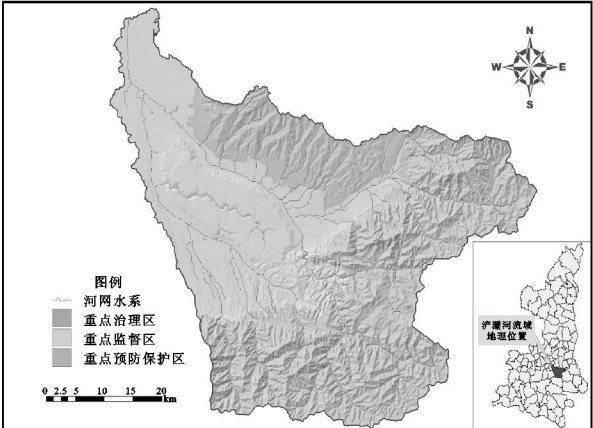 N
W E
S
图例
河网水系
重点治理区
重点监督区
重点预防保护区
0 2.5 5 10 15 20
km
浐灞河流域
地理位置